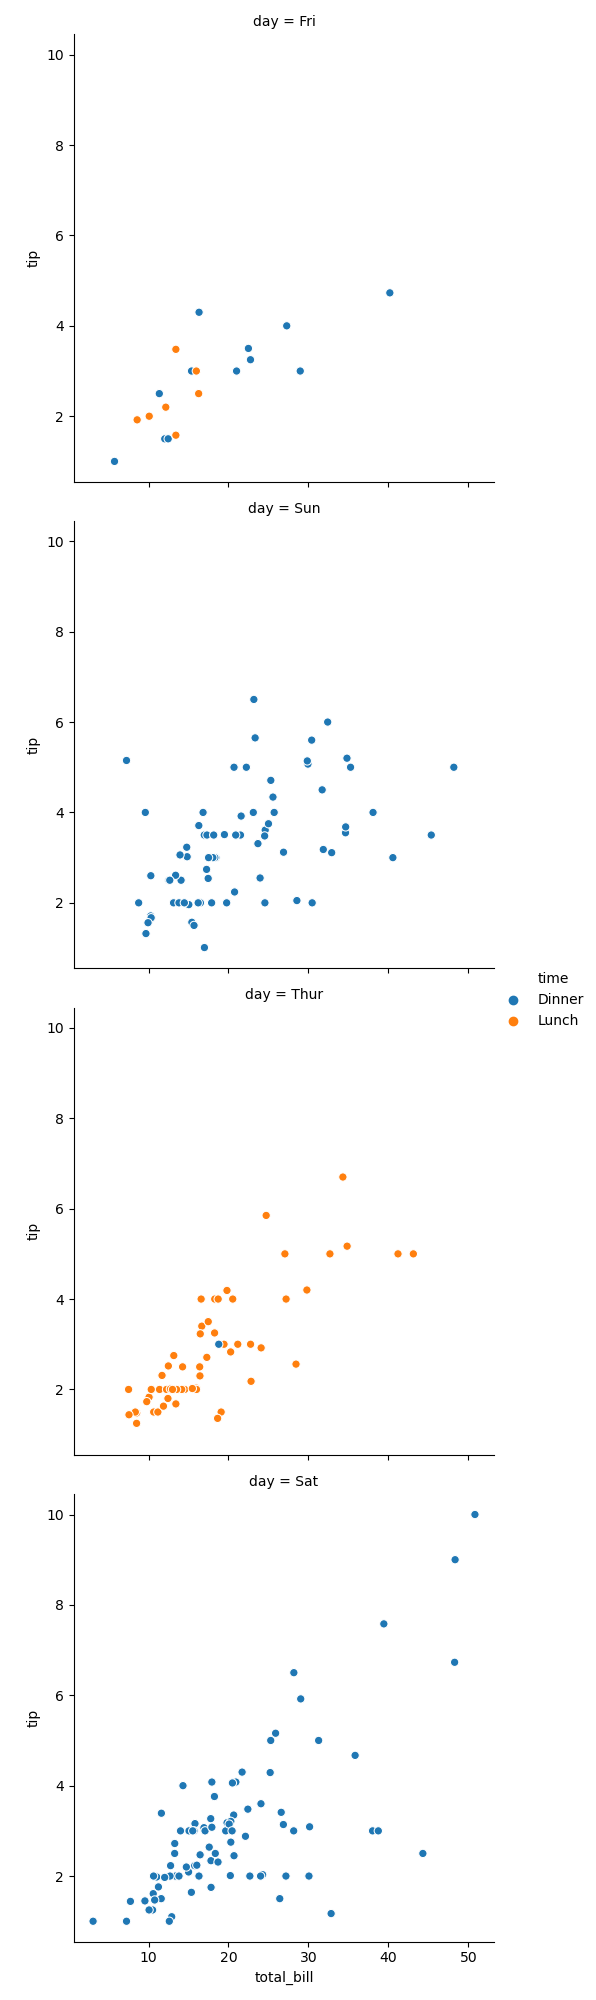 day = Fri
10
8
6
tip
4
2
day = Sun
10
8
6
tip
4
2
time
Dinner
Lunch
day = Thur
10
8
6
tip
4
2
day = Sat
10
8
6
tip
4
2
10 20 30 40 50
total_bill